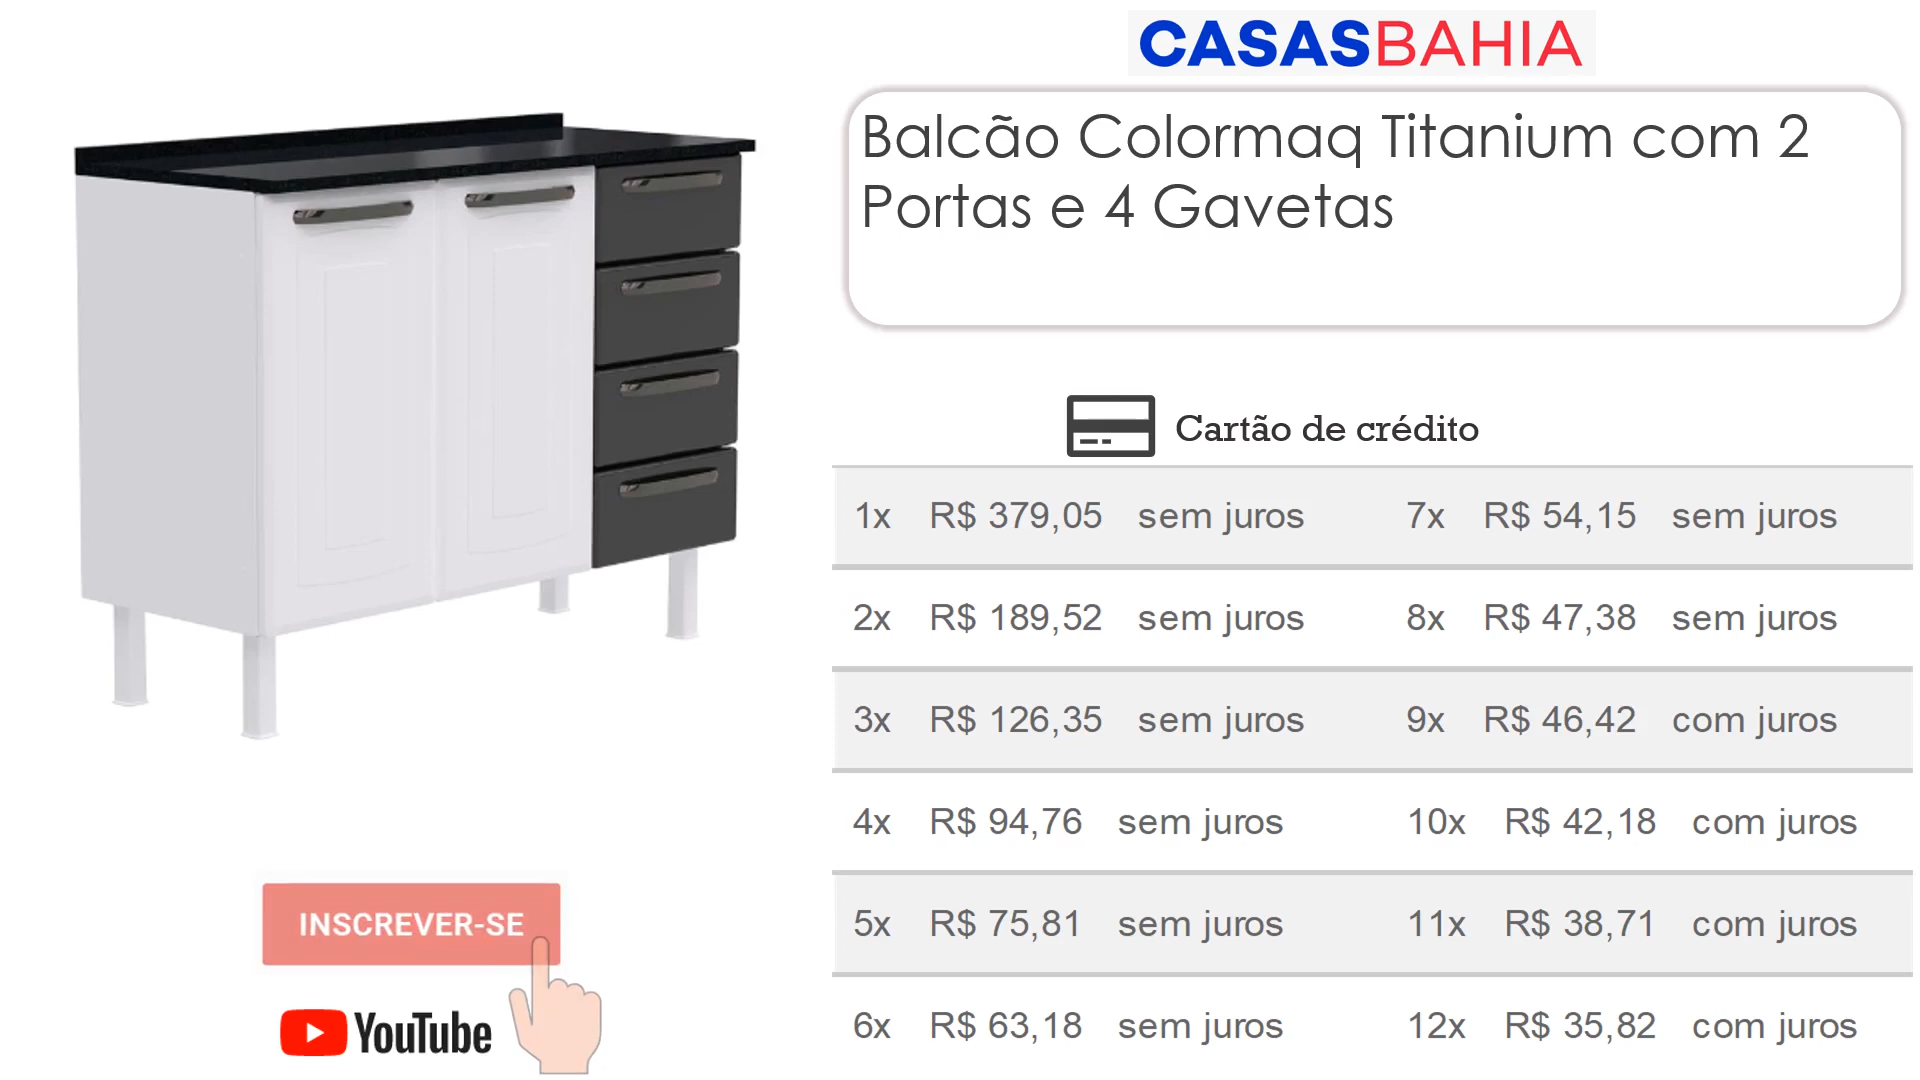 CASASBAHIA
Balcão Colormaq Titanium com 2
Portas e 4 Gavetas
Cartão de crédito
1x R$ 379,05 sem juros 7x R$ 54,15 sem juros
2x R$ 189,52 sem juros 8x R$ 47,38 sem juros
3x R$ 126,35 sem juros 9x R$ 46,42 com juros
4x R$ 94,76 sem juros 10x R$ 42,18 com juros
5x R$ 75,81 sem juros 11x R$ 38,71 com juros
6x R$ 63,18 sem juros 12x R$ 35,82 com juros
INSCREVER-SE
YouTube